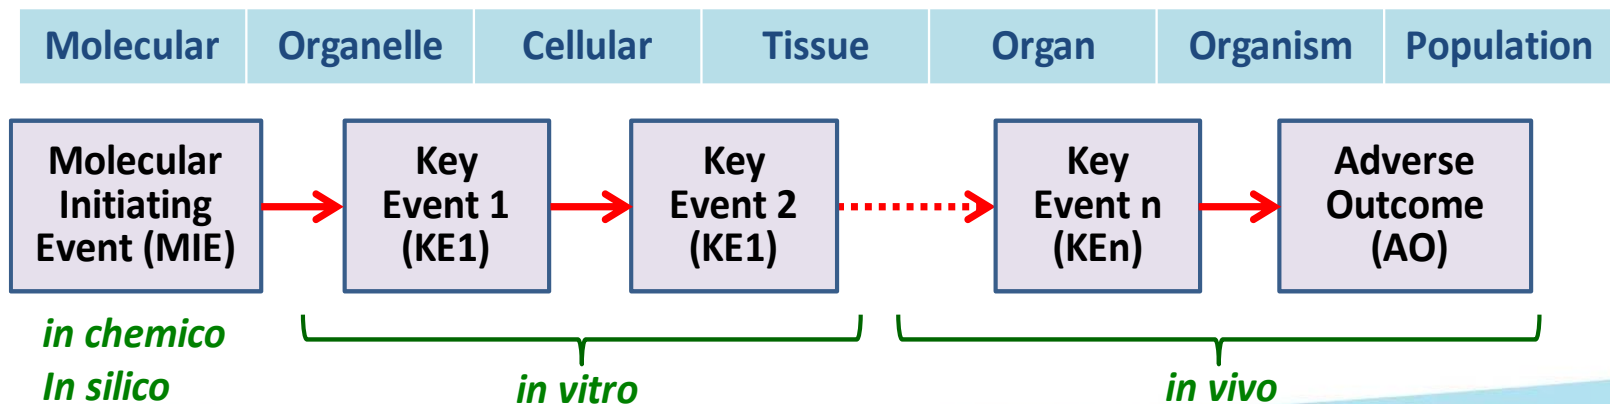 Molecular Organelle Cellular Tissue Organ Organism Population
Molecular
Initiating
Event (MIE)
Key
Event 1
(KE1)
Key
Event 2
(KE1)
Key
Event n
(KEn)
Adverse
Outcome
(AO)
in chemico
In silico
in vitro
in vivo